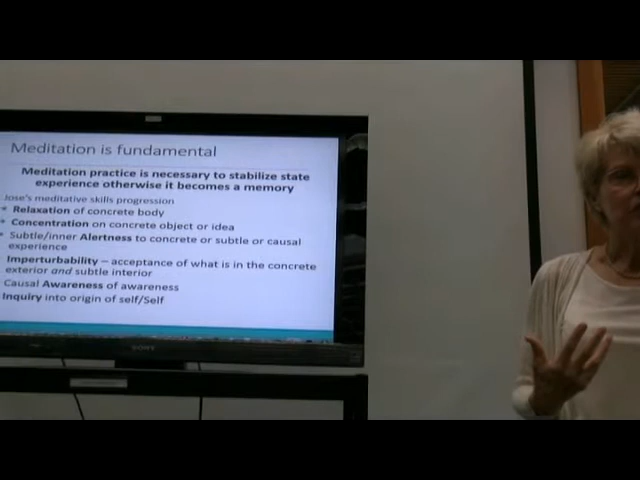 Meditation is fundamental
Meditation practice is necessary to stabilize state
experience otherwise it becomes a memory
Jose's meditative skills progression
• Relaxation of concrete body
• Concentration on concrete object or idea
• Subtle/inner Alertness to concrete or subtle or causal
experience
Imperturbability – acceptance of what is in the concrete
exterior and subtle interior
Causal Awareness of awareness
Inquiry into origin of self/Self
SONY